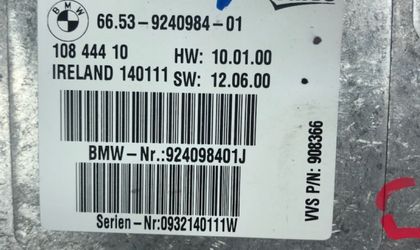 BMW
66.53-9240984-01
108 444 10 HW: 10.01.00
IRELAND 140111 SW: 12.06.00
BMW-Nr.:924098401J
Serien-Nr:0932140111W
VVS P/N: 908366